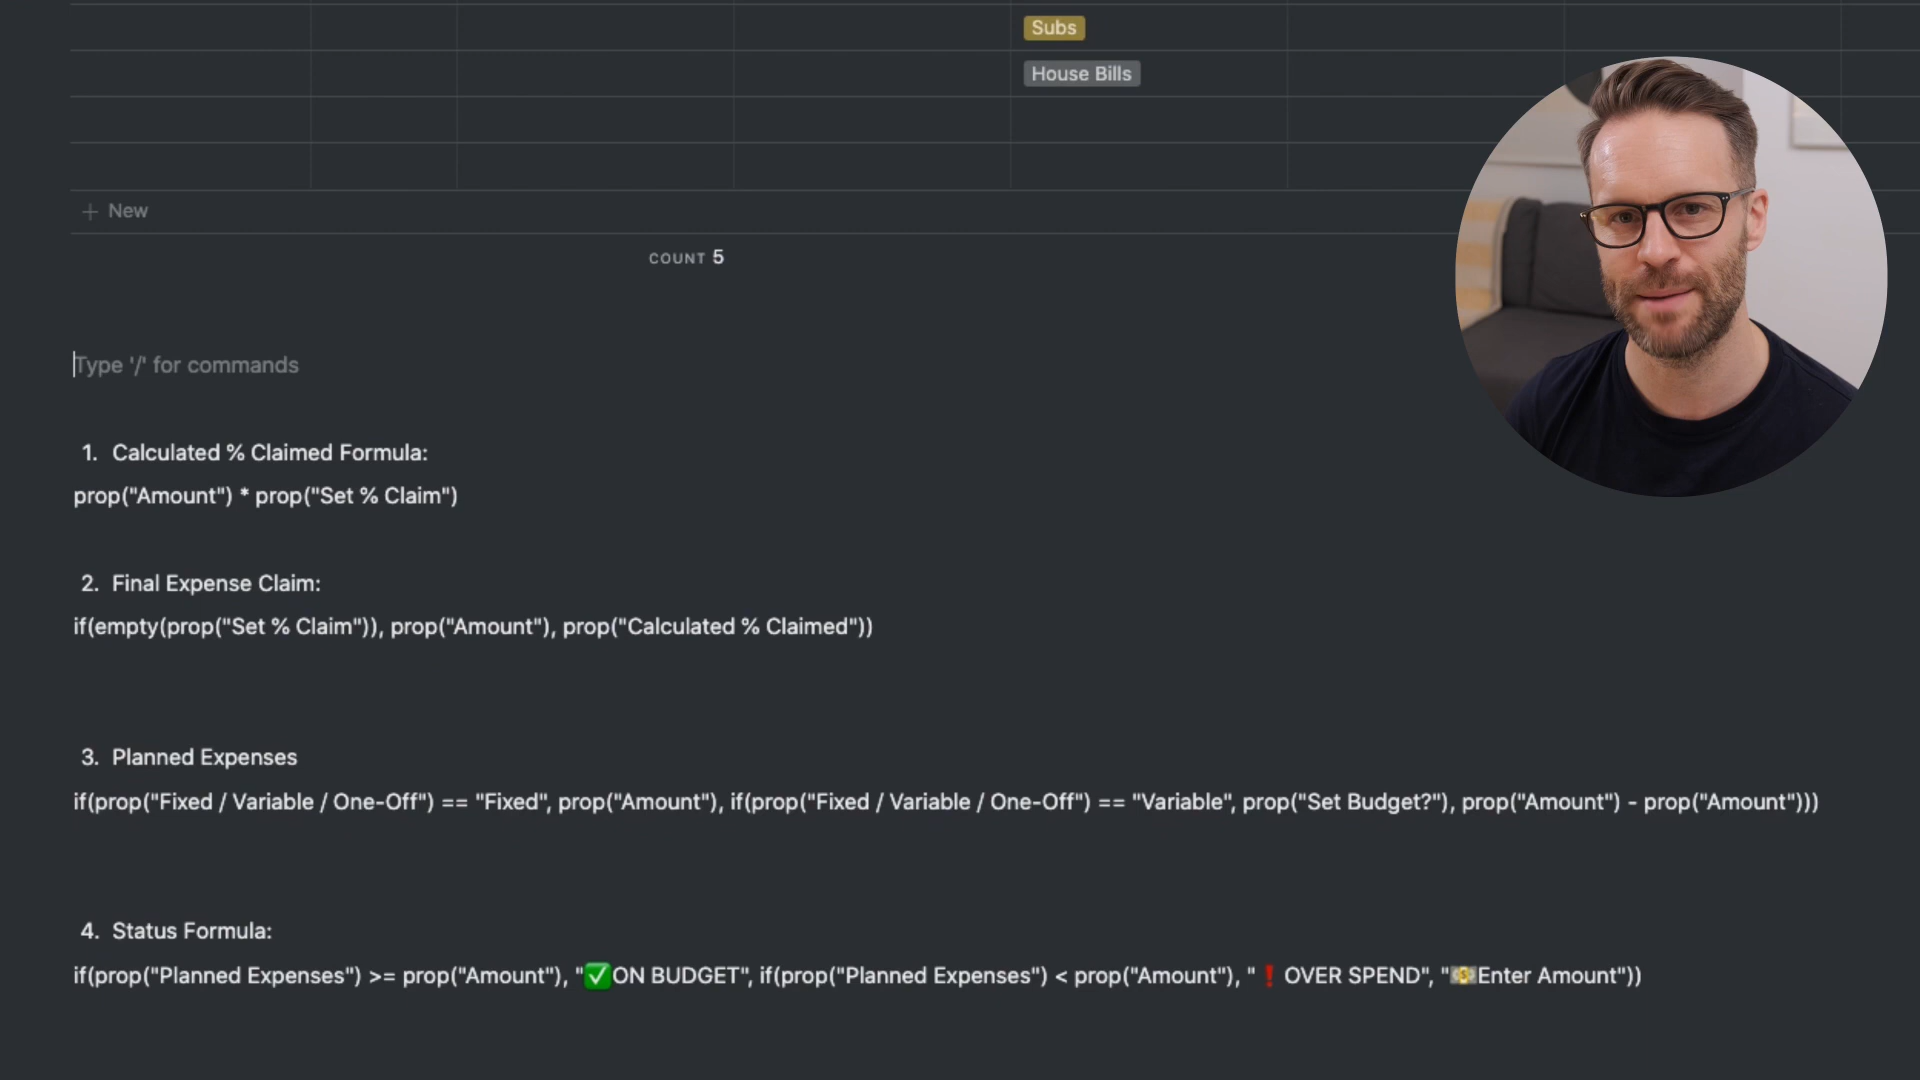 Subs
House Bills
+ New
COUNT 5
Type '/' for commands
1. Calculated % Claimed Formula:
prop("Amount") * prop("Set % Claim")
2. Final Expense Claim:
if(empty(prop("Set % Claim")), prop("Amount"), prop("Calculated % Claimed"))
3. Planned Expenses
if(prop("Fixed / Variable / One-Off") == "Fixed", prop("Amount"), if(prop("Fixed / Variable / One-Off") == "Variable", prop("Set Budget?"), prop("Amount") - prop("Amount")))
4. Status Formula:
if(prop("Planned Expenses") >= prop("Amount"), "✅ON BUDGET", if(prop("Planned Expenses") < prop("Amount"), "❗OVER SPEND", "💵Enter Amount"))